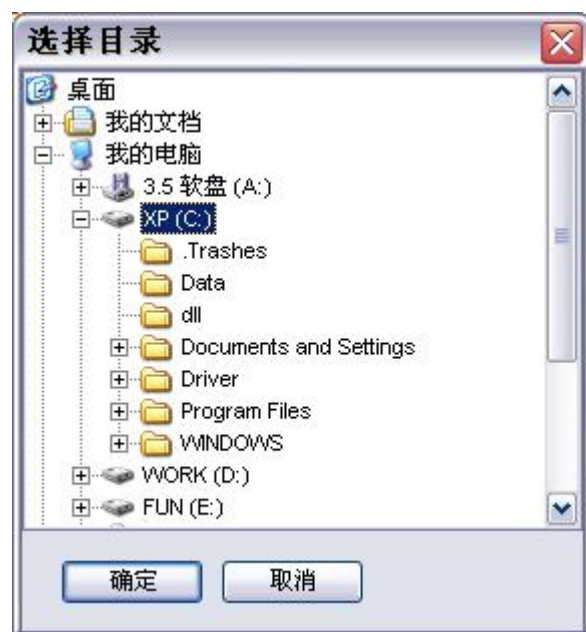 选择目录
桌面
我的文档
我的电脑
3.5 软盘 (A:)
XP (C:)
.Trashes
Data
dll
Documents and Settings
Driver
Program Files
WINDOWS
WORK (D:)
FUN (E:)
确定
取消